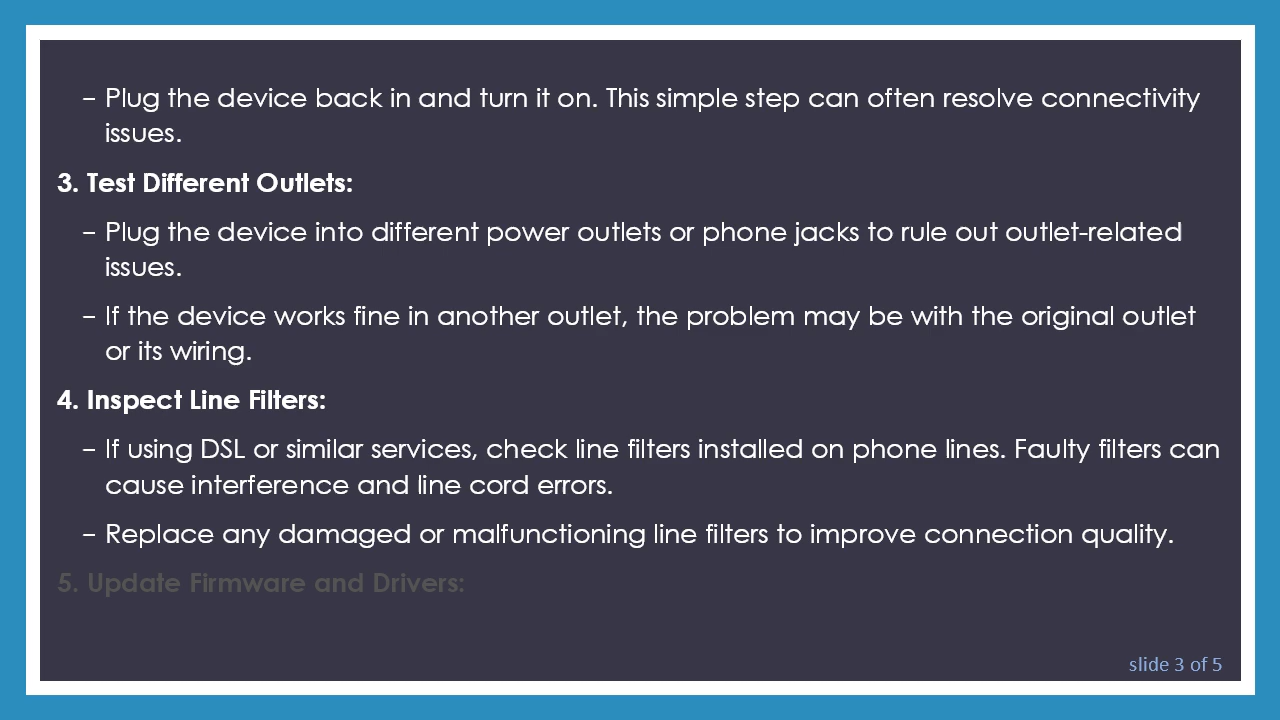 – Plug the device back in and turn it on. This simple step can often resolve connectivity
issues.
3. Test Different Outlets:
– Plug the device into different power outlets or phone jacks to rule out outlet-related
issues.
– If the device works fine in another outlet, the problem may be with the original outlet
or its wiring.
4. Inspect Line Filters:
– If using DSL or similar services, check line filters installed on phone lines. Faulty filters can
cause interference and line cord errors.
– Replace any damaged or malfunctioning line filters to improve connection quality.
5. Update Firmware and Drivers:
slide 3 of 5